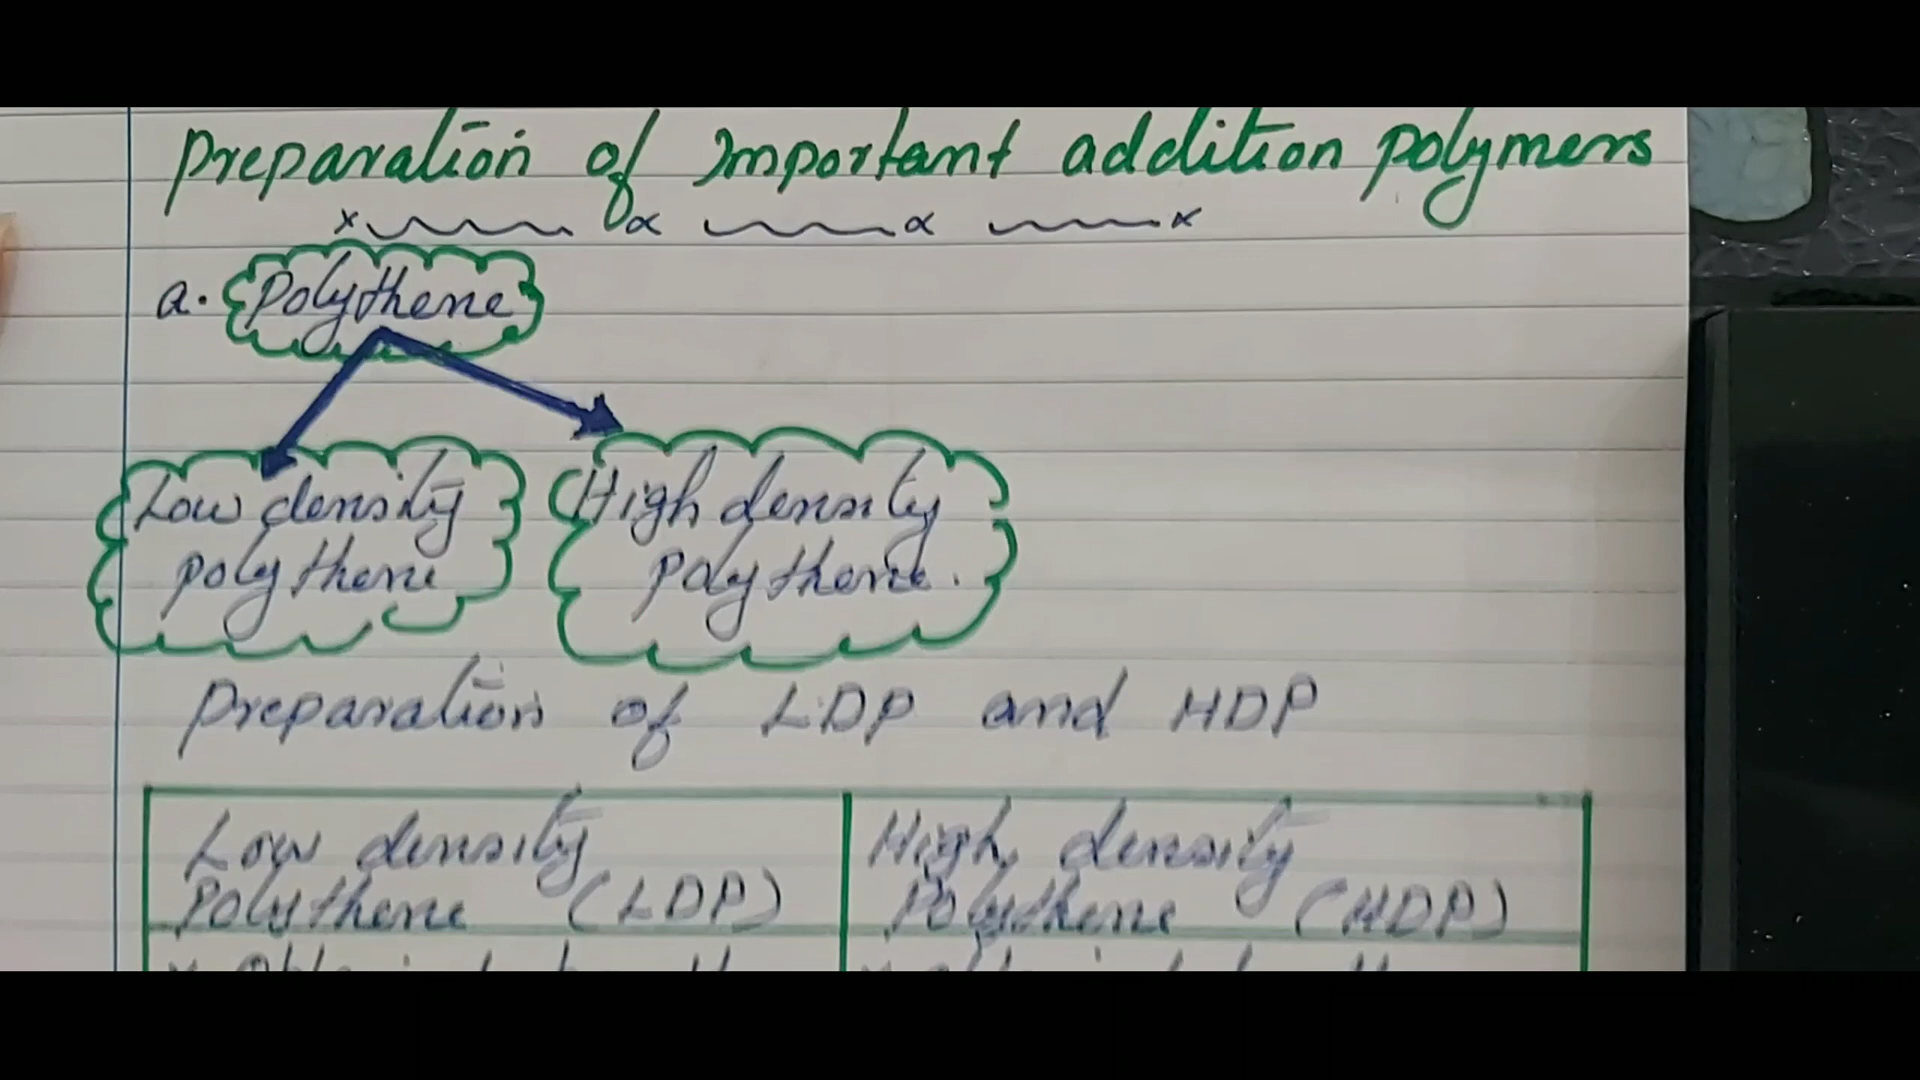 Preparation of Important addition polymers
a. Polythene
Low density
polythene
High density
polythene.
Preparation of LDP and HDP
Low density
Polythene (LDP)
High density
Polythene (HDP)